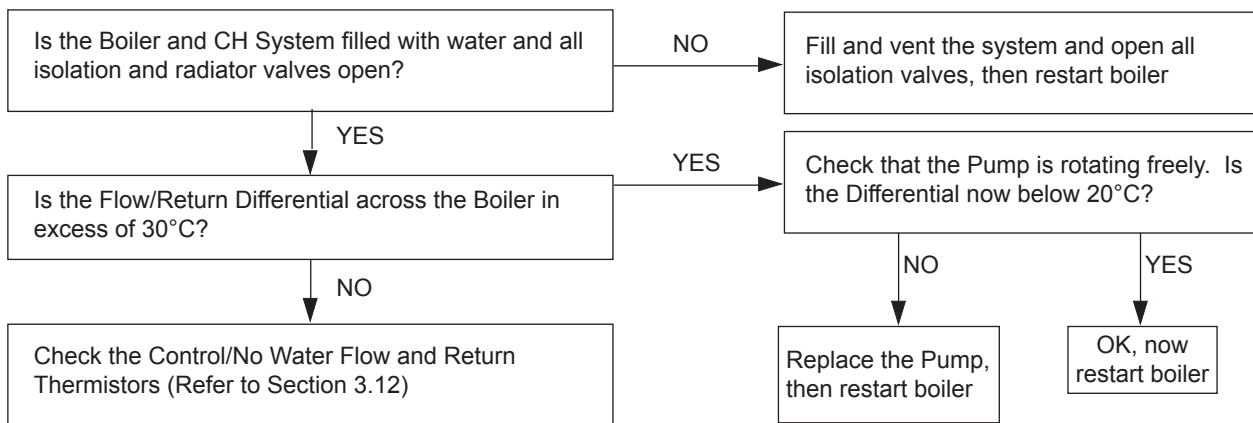 Is the Boiler and CH System filled with water and all
isolation and radiator valves open?
NO
Fill and vent the system and open all
isolation valves, then restart boiler
YES
Is the Flow/Return Differential across the Boiler in
excess of 30°C?
YES
Check that the Pump is rotating freely.  Is
the Differential now below 20°C?
NO
Check the Control/No Water Flow and Return
Thermistors (Refer to Section 3.12)
NO
Replace the Pump,
then restart boiler
YES
OK, now
restart boiler